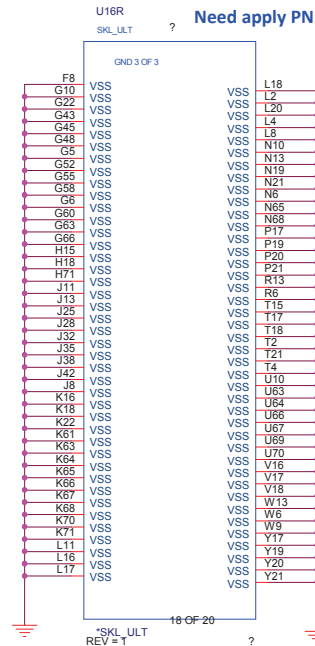 U16R
Need apply PN
SKL_ULT
?
GND 3 OF 3
F8 VSS
G10 VSS
G22 VSS
G43 VSS
G45 VSS
G48 VSS
G5 VSS
G52 VSS
G55 VSS
G58 VSS
G6 VSS
G60 VSS
G63 VSS
G66 VSS
H15 VSS
H18 VSS
H71 VSS
J11 VSS
J13 VSS
J25 VSS
J28 VSS
J32 VSS
J35 VSS
J38 VSS
J42 VSS
J8 VSS
K16 VSS
K18 VSS
K22 VSS
K61 VSS
K63 VSS
K64 VSS
K65 VSS
K66 VSS
K67 VSS
K68 VSS
K70 VSS
K71 VSS
L11 VSS
L16 VSS
L17 VSS
VSS L18
VSS L2
VSS L20
VSS L4
VSS L8
VSS N10
VSS N13
VSS N19
VSS N21
VSS N6
VSS N65
VSS N68
VSS P17
VSS P19
VSS P20
VSS P21
VSS R13
VSS R6
VSS T15
VSS T17
VSS T18
VSS T2
VSS T21
VSS T4
VSS U10
VSS U63
VSS U64
VSS U66
VSS U67
VSS U69
VSS U70
VSS V16
VSS V17
VSS V18
VSS W13
VSS W6
VSS W9
VSS Y17
VSS Y19
VSS Y20
VSS Y21
18 OF 20
*SKL_ULT
REV = 1
?